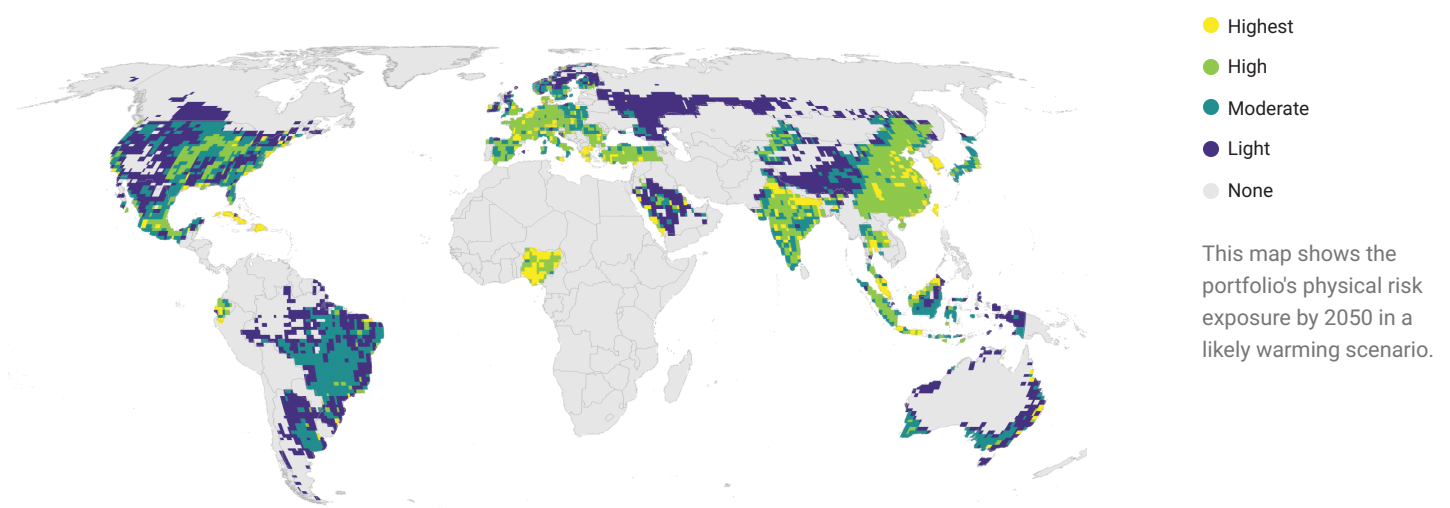 Highest
High
Moderate
Light
None
This map shows the
portfolio's physical risk
exposure by 2050 in a
likely warming scenario.